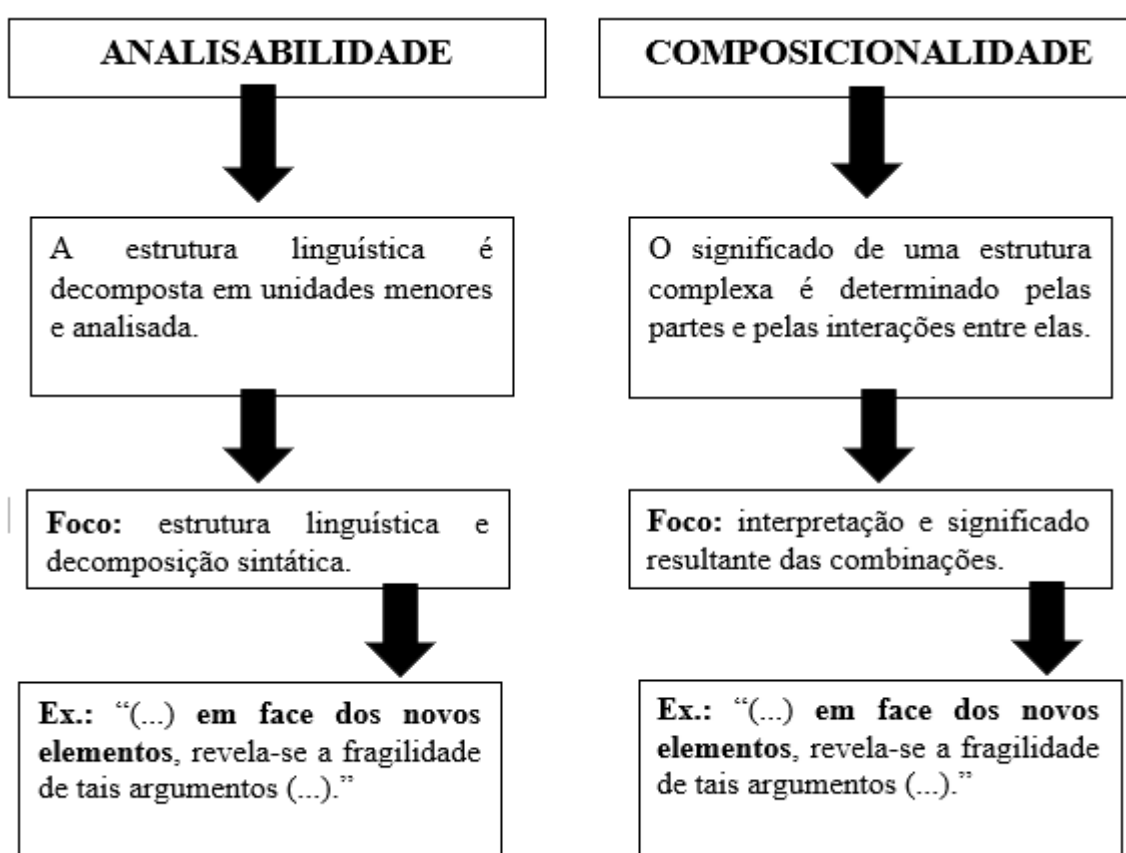 ANALISABILIDADE
A estrutura linguística é
decomposta em unidades menores
e analisada.
Foco: estrutura linguística e
decomposição sintática.
Ex.: “(...) em face dos novos
elementos, revela-se a fragilidade
de tais argumentos (...).”
COMPOSICIONALIDADE
O significado de uma estrutura
complexa é determinado pelas
partes e pelas interações entre elas.
Foco: interpretação e significado
resultante das combinações.
Ex.: “(...) em face dos novos
elementos, revela-se a fragilidade
de tais argumentos (...).”